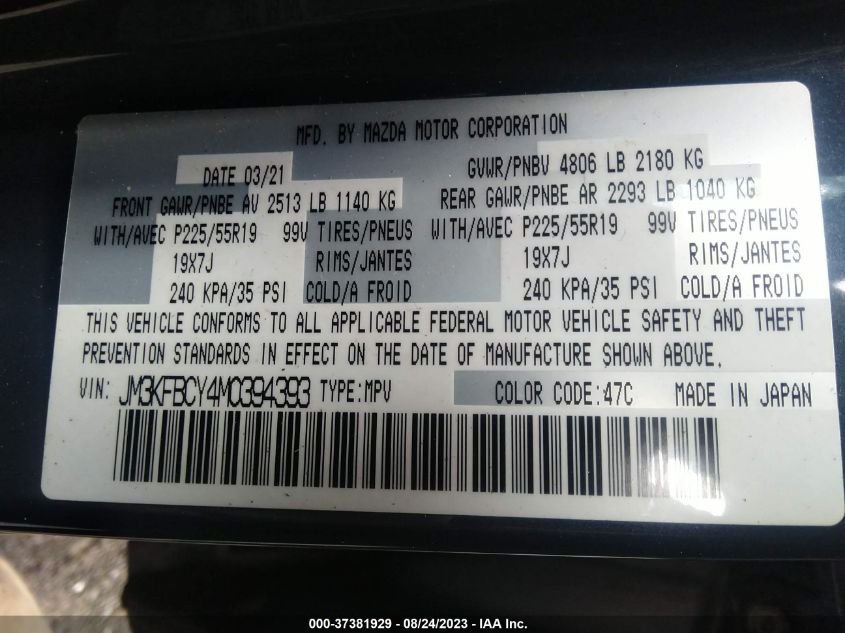 MFD. BY MAZDA MOTOR CORPORATION
DATE 03/21 GVWR/PNBV 4806 LB 2180 KG
FRONT GAWR/PNBE AV 2513 LB 1140 KG REAR GAWR/PNBE AR 2293 LB 1040 KG
WITH/AVEC P225/55R19 99V TIRES/PNEUS WITH/AVEC P225/55R19 99V TIRES/PNEUS
19X7J RIMS/JANTES 19X7J RIMS/JANTES
240 KPA/35 PSI COLD/A FROID 240 KPA/35 PSI COLD/A FROID
THIS VEHICLE CONFORMS TO ALL APPLICABLE FEDERAL MOTOR VEHICLE SAFETY AND THEFT
PREVENTION STANDARDS IN EFFECT ON THE DATE OF MANUFACTURE SHOWN ABOVE.
VIN: JM3KFBCY4M0394393 TYPE:MPV COLOR CODE:47C MADE IN JAPAN
000-37381929 - 08/24/2023 - IAA Inc.